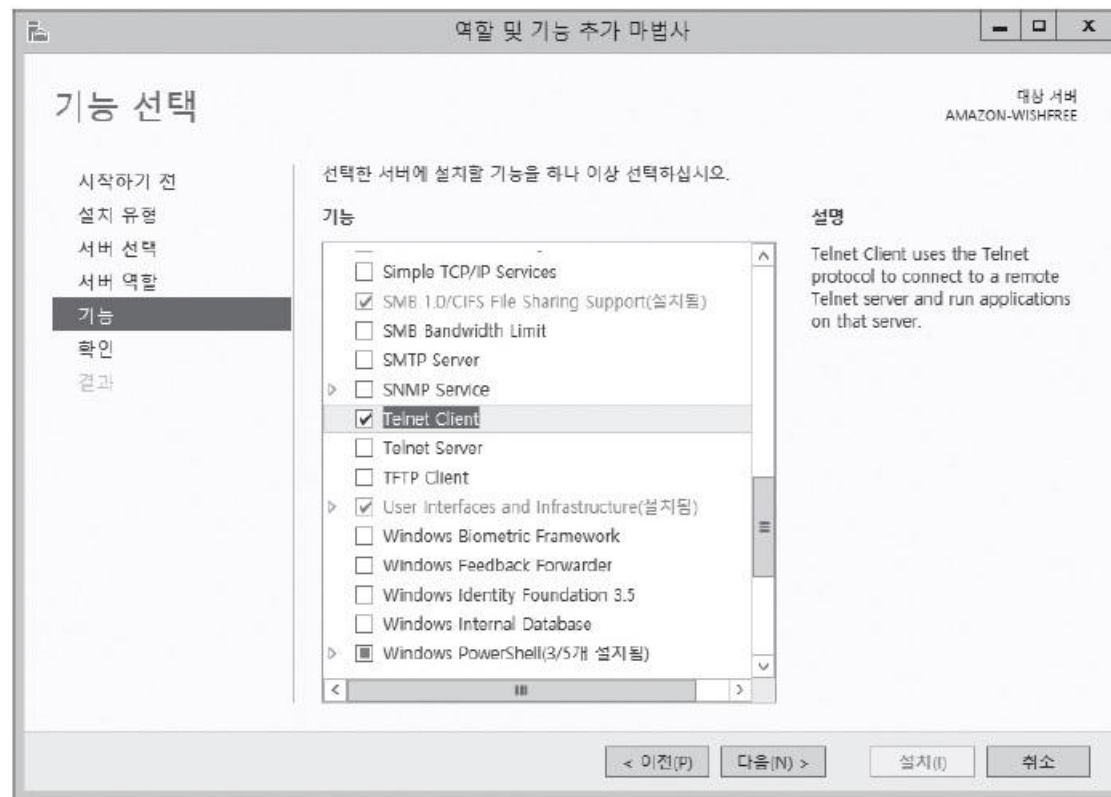 역할 및 기능 추가 마법사
기능 선택
대상 서버
AMAZON-WISHFREE
시작하기 전
설치 유형
서버 선택
서버 역할
기능
확인
결과
선택한 서버에 설치할 기능을 하나 이상 선택하십시오.
기능
Simple TCP/IP Services
SMB 1.0/CIFS File Sharing Support(설치됨)
SMB Bandwidth Limit
SMTP Server
SNMP Service
Telnet Client
Telnet Server
TFTP Client
User Interfaces and Infrastructure(설치됨)
Windows Biometric Framework
Windows Feedback Forwarder
Windows Identity Foundation 3.5
Windows Internal Database
Windows PowerShell(3/5개 설치됨)
설명
Telnet Client uses the Telnet
protocol to connect to a remote
Telnet server and run applications
on that server.
< 이전(P)
다음(N) >
설치(I)
취소